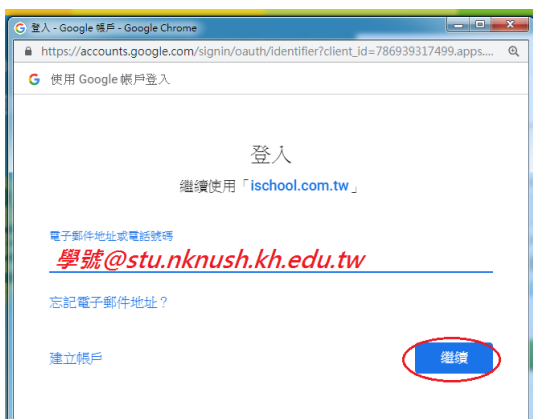 登入 - Google 帳戶 - Google Chrome
https://accounts.google.com/signin/oauth/identifier?client_id=786939317499.apps....
G 使用 Google 帳戶登入
登入
繼續使用「ischool.com.tw」
電子郵件地址或電話號碼
學號@stu.nknush.kh.edu.tw
忘記電子郵件地址？
建立帳戶
繼續